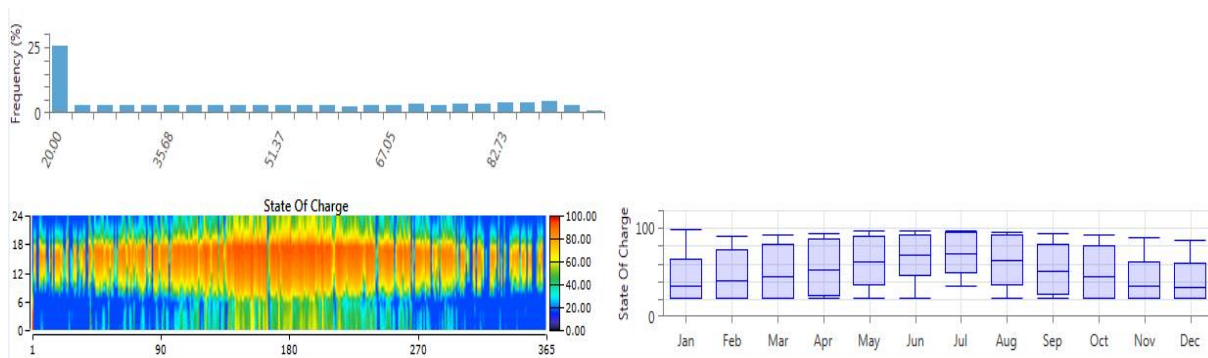 Frequency (%)
25
0
20.00
35.68
51.37
67.05
82.73
State Of Charge
24
18
12
6
0
1
90
180
270
365
100.00
80.00
60.00
40.00
20.00
0.00
State Of Charge
100
0
Jan
Feb
Mar
Apr
May
Jun
Jul
Aug
Sep
Oct
Nov
Dec